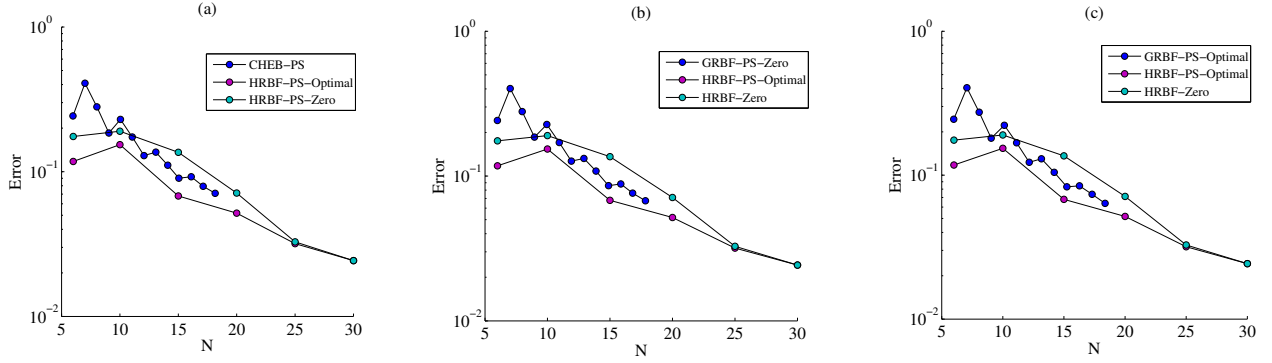 (a)
10^0
10^-1
10^-2
Error
CHEB-PS
HRBF-PS-Optimal
HRBF-PS-Zero
5 10 15 20 25 30
N
(b)
10^0
10^-1
10^-2
Error
GRBF-PS-Zero
HRBF-PS-Optimal
HRBF-Zero
5 10 15 20 25 30
N
(c)
10^0
10^-1
10^-2
Error
GRBF-PS-Optimal
HRBF-PS-Optimal
HRBF-Zero
5 10 15 20 25 30
N